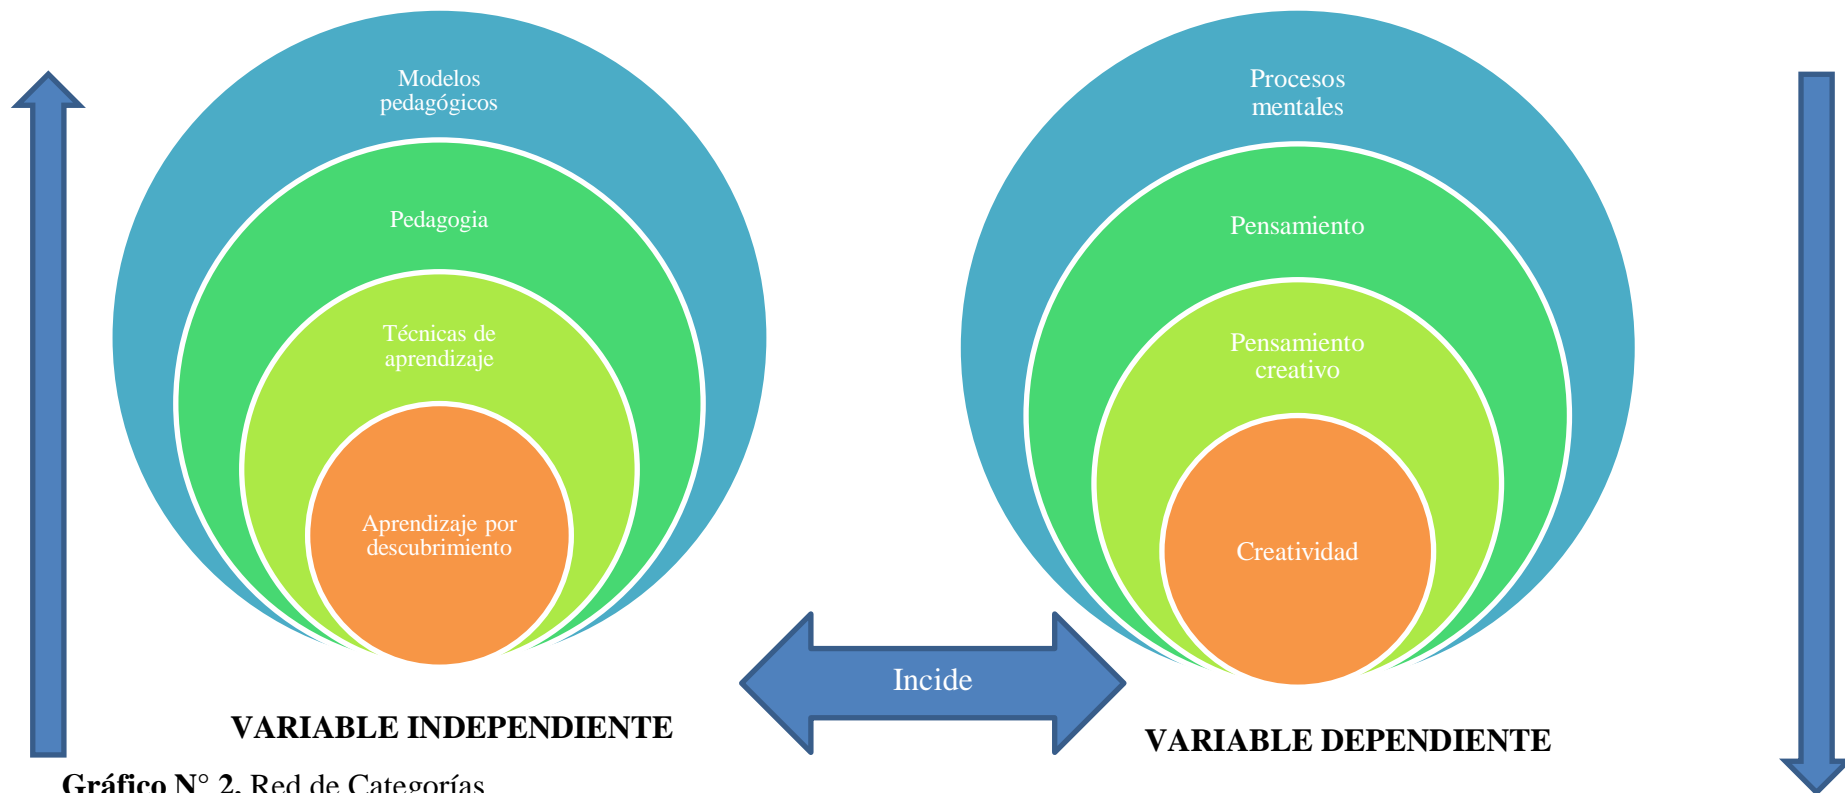 Modelos
pedagógicos
Pedagogia
Técnicas de
aprendizaje
Aprendizaje por
descubrimiento
Procesos
mentales
Pensamiento
Pensamiento
creativo
Creatividad
Incide
VARIABLE INDEPENDIENTE
VARIABLE DEPENDIENTE
Gráfico N° 2. Red de Categorías